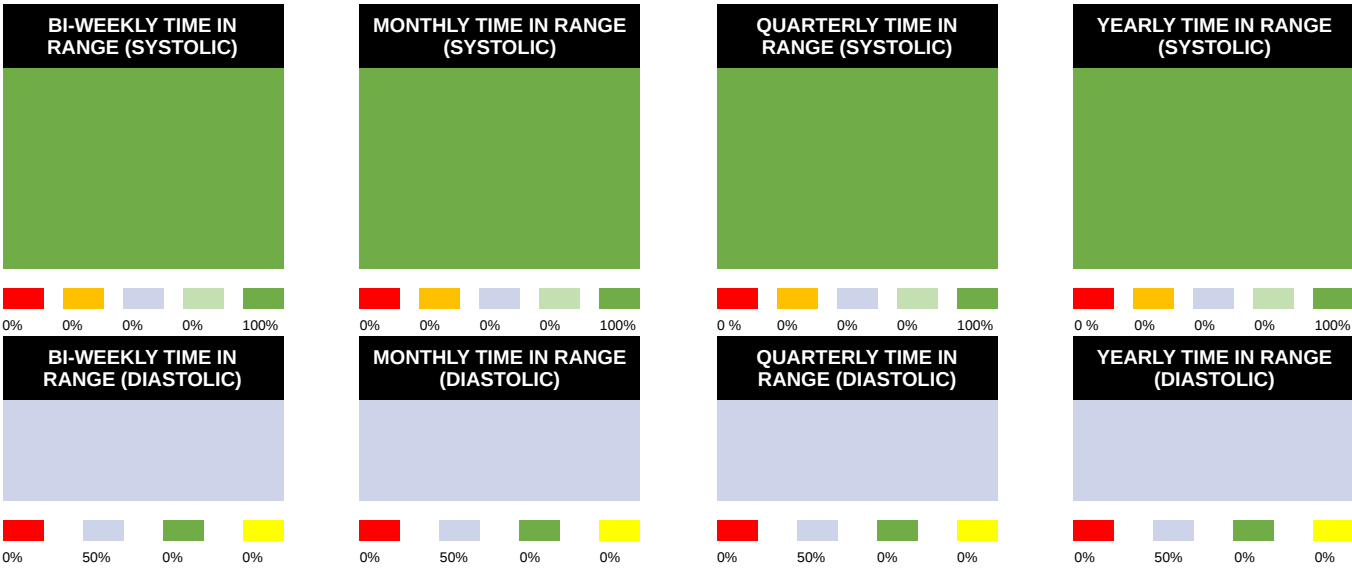 BI-WEEKLY TIME IN
RANGE (SYSTOLIC)
MONTHLY TIME IN RANGE
(SYSTOLIC)
QUARTERLY TIME IN
RANGE (SYSTOLIC)
YEARLY TIME IN RANGE
(SYSTOLIC)
0% 0% 0% 0% 100%
0% 0% 0% 0% 100%
0 % 0% 0% 0% 100%
0 % 0% 0% 0% 100%
BI-WEEKLY TIME IN
RANGE (DIASTOLIC)
MONTHLY TIME IN RANGE
(DIASTOLIC)
QUARTERLY TIME IN
RANGE (DIASTOLIC)
YEARLY TIME IN RANGE
(DIASTOLIC)
0% 50% 0% 0%
0% 50% 0% 0%
0% 50% 0% 0%
0% 50% 0% 0%